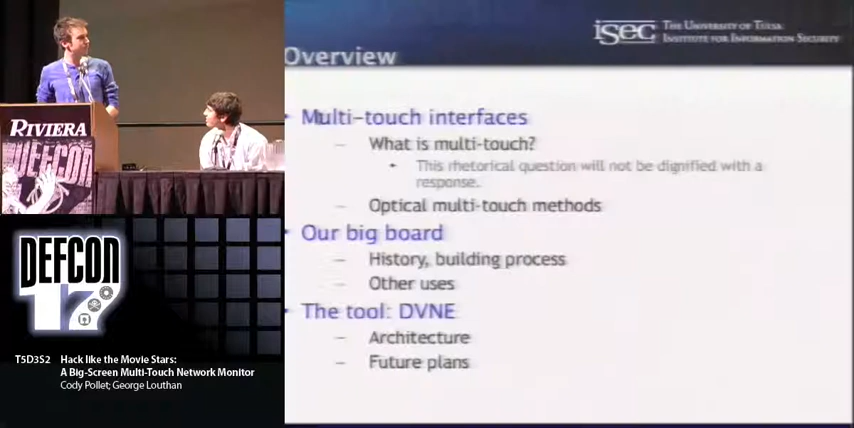 iSEC THE UNIVERSITY OF TULSA
INSTITUTE FOR INFORMATION SECURITY
Overview
Multi-touch interfaces
– What is multi-touch?
• This rhetorical question will not be dignified with a
response.
– Optical multi-touch methods
Our big board
– History, building process
– Other uses
The tool: DVNE
– Architecture
– Future plans
RIVIERA
DEFCON
DEFCON
17
T5D3S2 Hack like the Movie Stars:
A Big-Screen Multi-Touch Network Monitor
Cody Pollet; George Louthan